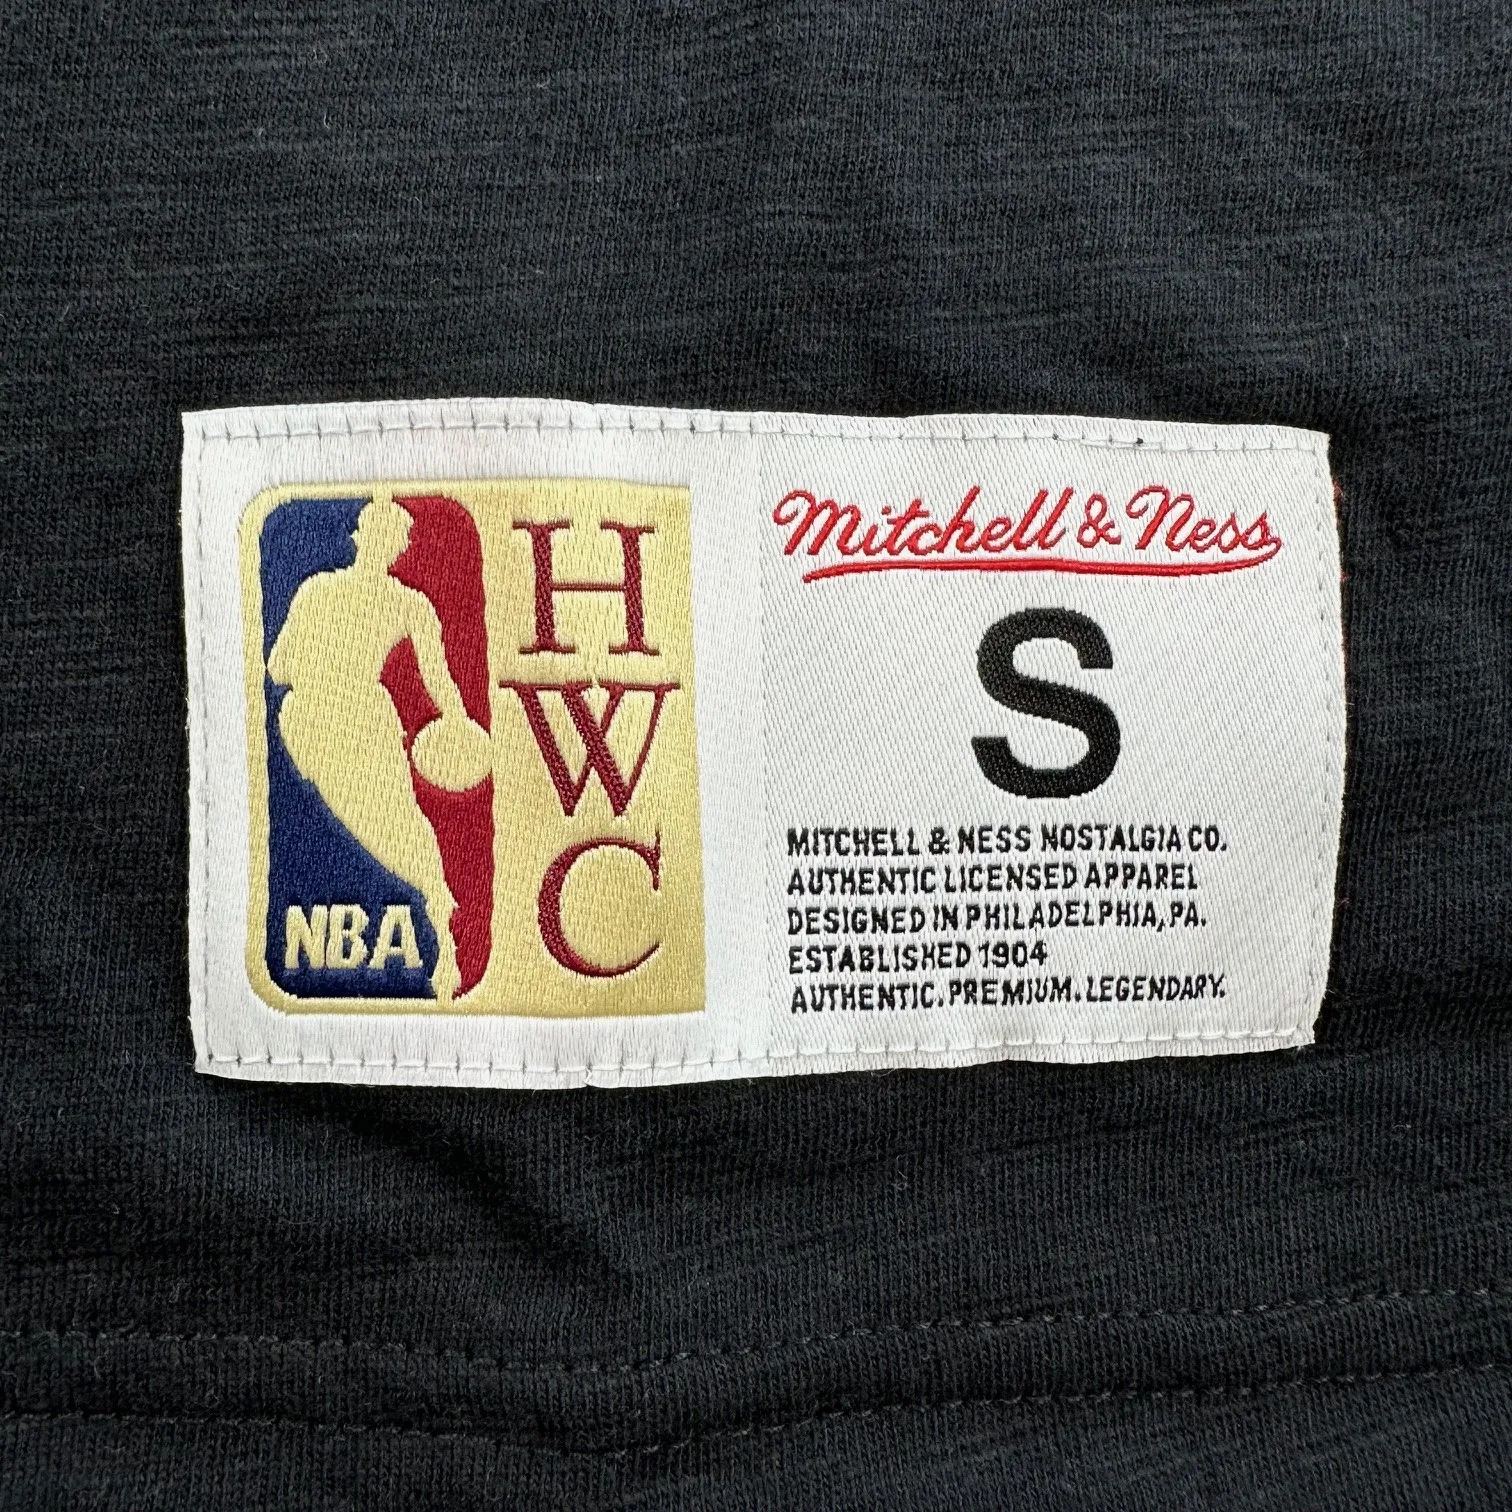 H
W
C
NBA
Mitchell & Ness
S
MITCHELL & NESS NOSTALGIA CO.
AUTHENTIC LICENSED APPAREL
DESIGNED IN PHILADELPHIA, PA.
ESTABLISHED 1904
AUTHENTIC. PREMIUM. LEGENDARY.